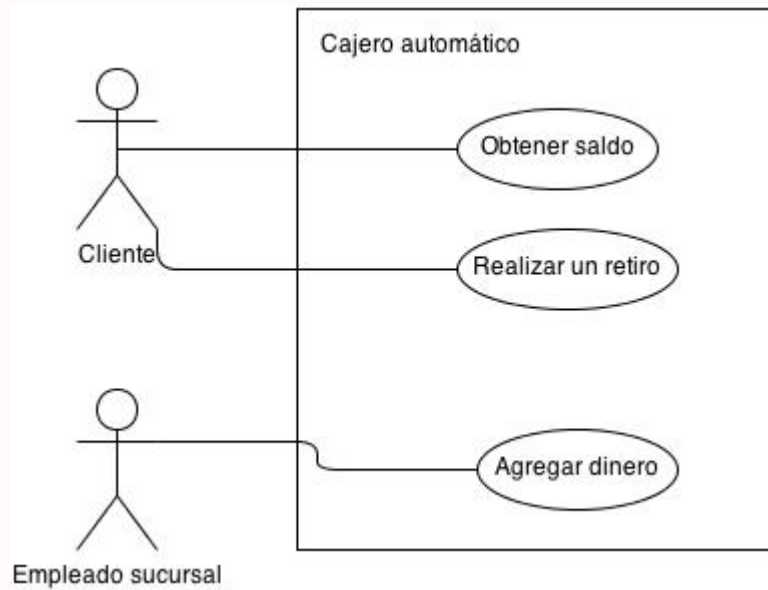 Cajero automático
Obtener saldo
Cliente
Realizar un retiro
Agregar dinero
Empleado sucursal